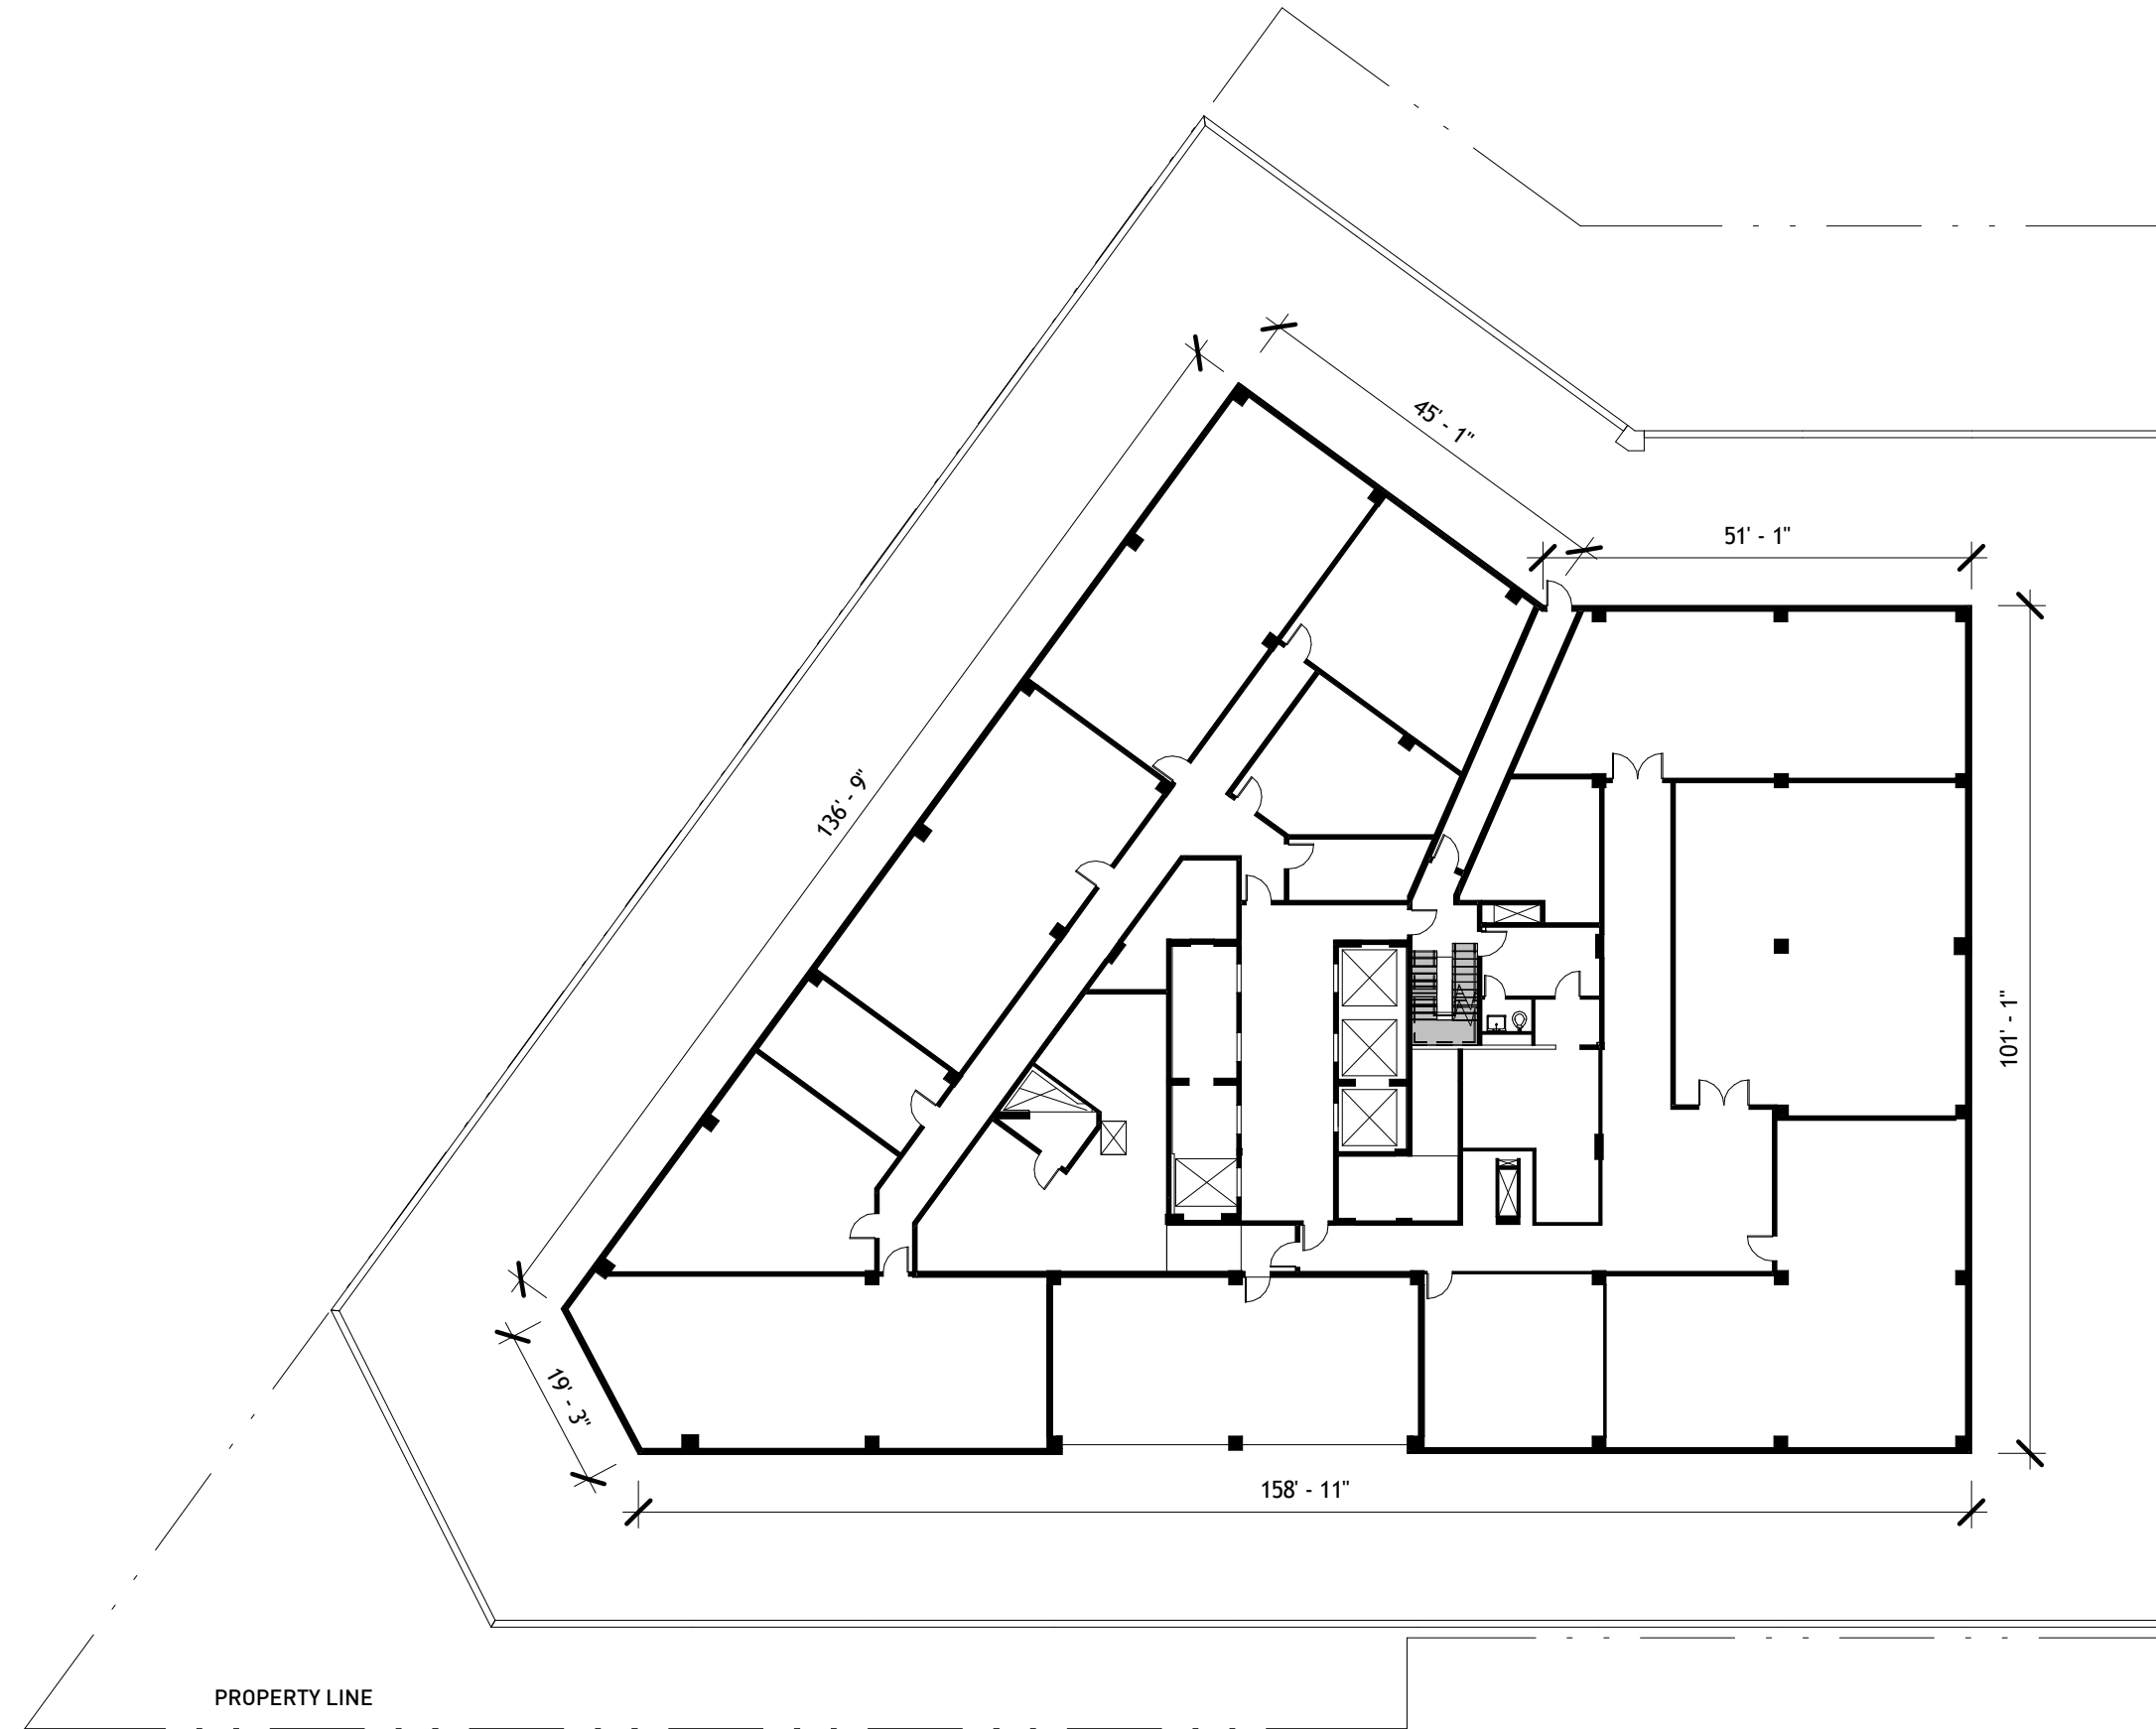 45' - 1"
51' - 1"
136' - 9"
101' - 1"
19' - 3"
158' - 11"
PROPERTY LINE